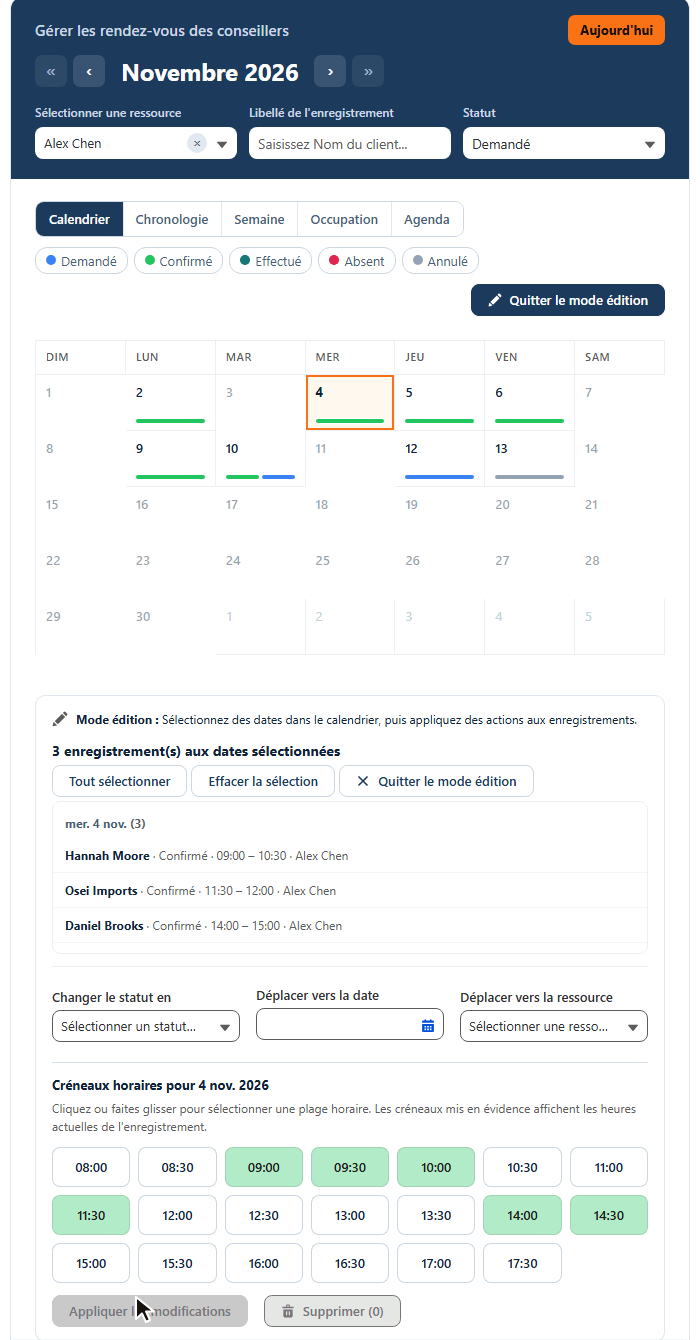 Gérer les rendez-vous des conseillers
Aujourd'hui
« ‹ Novembre 2026 › »
Sélectionner une ressource Libellé de l'enregistrement Statut
Alex Chen × Saisissez Nom du client... Demandé
Calendrier Chronologie Semaine Occupation Agenda
Demandé Confirmé Effectué Absent Annulé
Quitter le mode édition
DIM LUN MAR MER JEU VEN SAM
1 2 3 4 5 6 7
8 9 10 11 12 13 14
15 16 17 18 19 20 21
22 23 24 25 26 27 28
29 30 1 2 3 4 5
Mode édition : Sélectionnez des dates dans le calendrier, puis appliquez des actions aux enregistrements.
3 enregistrement(s) aux dates sélectionnées
Tout sélectionner Effacer la sélection × Quitter le mode édition
mer. 4 nov. (3)
Hannah Moore · Confirmé · 09:00 – 10:30 · Alex Chen
Osei Imports · Confirmé · 11:30 – 12:00 · Alex Chen
Daniel Brooks · Confirmé · 14:00 – 15:00 · Alex Chen
Changer le statut en Déplacer vers la date Déplacer vers la ressource
Sélectionner un statut... Sélectionner une resso...
Créneaux horaires pour 4 nov. 2026
Cliquez ou faites glisser pour sélectionner une plage horaire. Les créneaux mis en évidence affichent les heures
actuelles de l'enregistrement.
08:00 08:30 09:00 09:30 10:00 10:30 11:00
11:30 12:00 12:30 13:00 13:30 14:00 14:30
15:00 15:30 16:00 16:30 17:00 17:30
Appliquer modifications Supprimer (0)